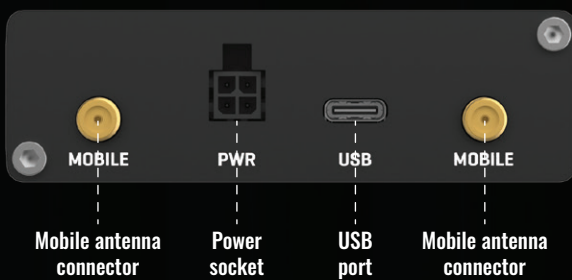 MOBILE PWR USB MOBILE
Mobile antenna connector
Power socket
USB port
Mobile antenna connector